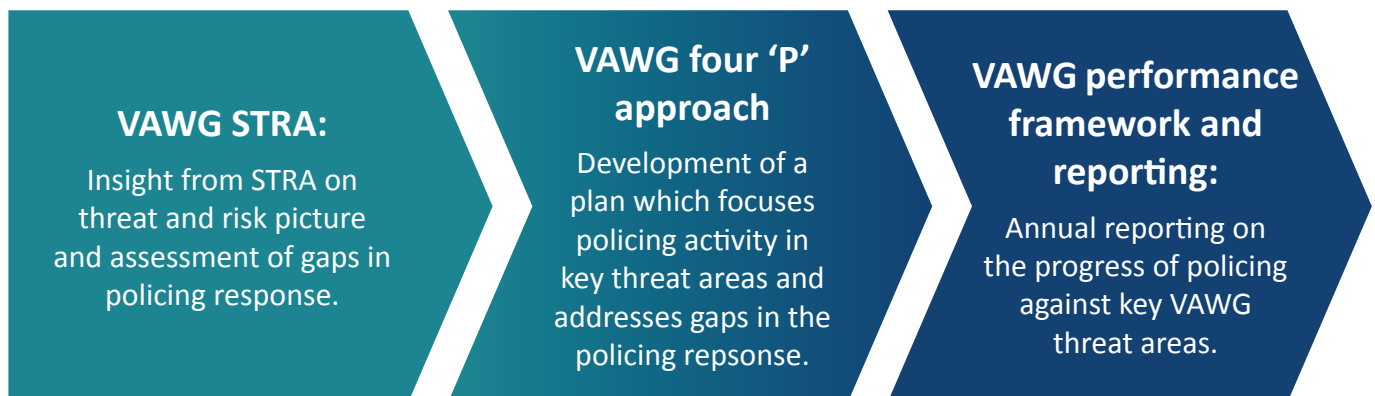 VAWG STRA:
Insight from STRA on
threat and risk picture
and assessment of gaps in
policing response.
VAWG four ‘P’
approach
Development of a
plan which focuses
policing activity in
key threat areas and
addresses gaps in the
policing repsonse.
VAWG performance
framework and
reporting:
Annual reporting on
the progress of policing
against key VAWG
threat areas.